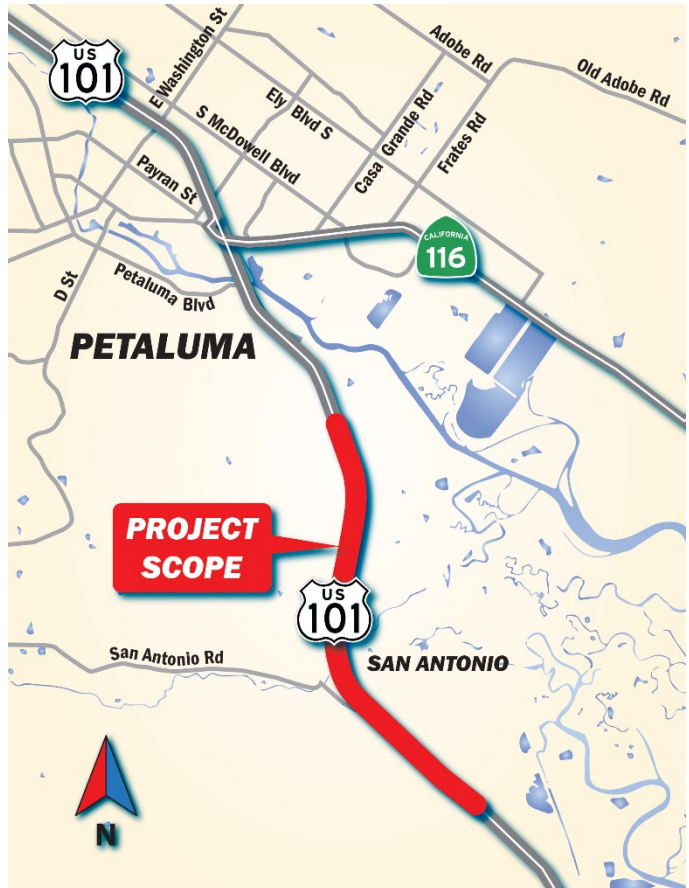 US
101
E Washington St
Adobe Rd
Old Adobe Rd
Ely Blvd S
S McDowell Blvd
Casa Grande Rd
Frates Rd
Payran St
CALIFORNIA
116
D St
Petaluma Blvd
PETALUMA
PROJECT
SCOPE
US
101
San Antonio Rd
SAN ANTONIO
N